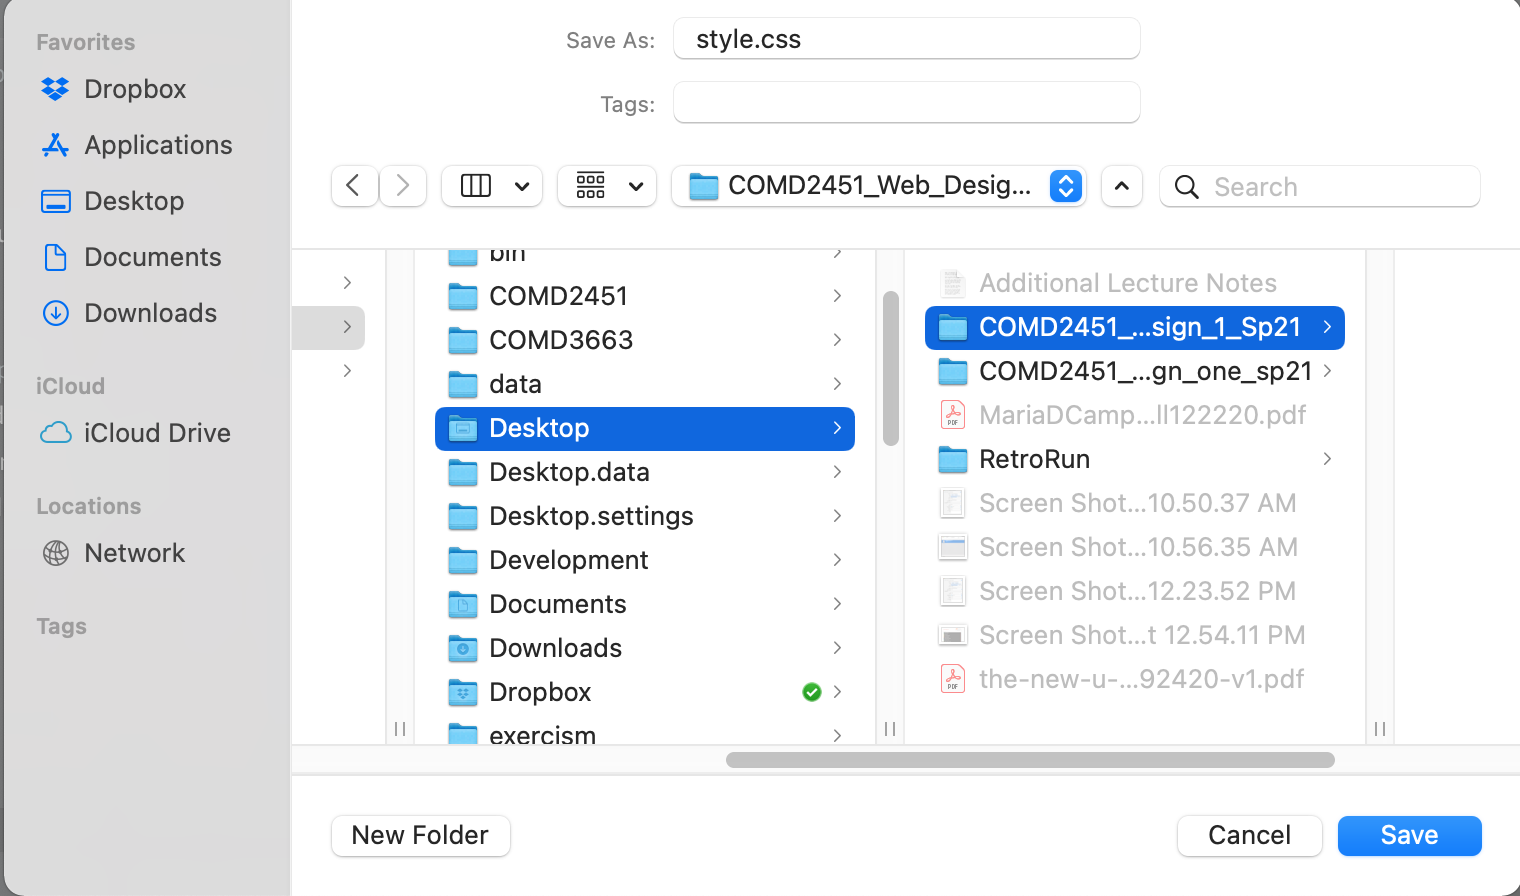 Favorites
Dropbox
Applications
Desktop
Documents
Downloads
iCloud
iCloud Drive
Locations
Network
Tags
Save As: style.css
Tags:
COMD2451_Web_Desig...
Search
bin
COMD2451
COMD3663
data
Desktop
Desktop.data
Desktop.settings
Development
Documents
Downloads
Dropbox
exercism
Additional Lecture Notes
COMD2451_...sign_1_Sp21
COMD2451_...gn_one_sp21
MariaDCamp...ll122220.pdf
RetroRun
Screen Shot...10.50.37 AM
Screen Shot...10.56.35 AM
Screen Shot...12.23.52 PM
Screen Shot...t 12.54.11 PM
the-new-u-...92420-v1.pdf
New Folder
Cancel
Save